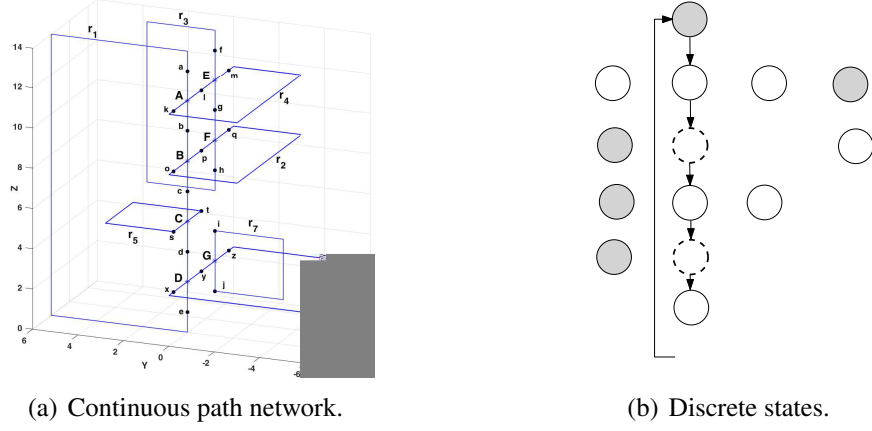 r3
r1
14
12
10
8
6
4
2
0
Z
f
a
E
m
A
l
k
g
r4
b
F
q
B
p
o
h
r2
c
C
t
s
r5
i
r7
d
G
z
D
y
x
j
e
6
4
2
0
-2
-4
-6
Y
(a) Continuous path network.
(b) Discrete states.